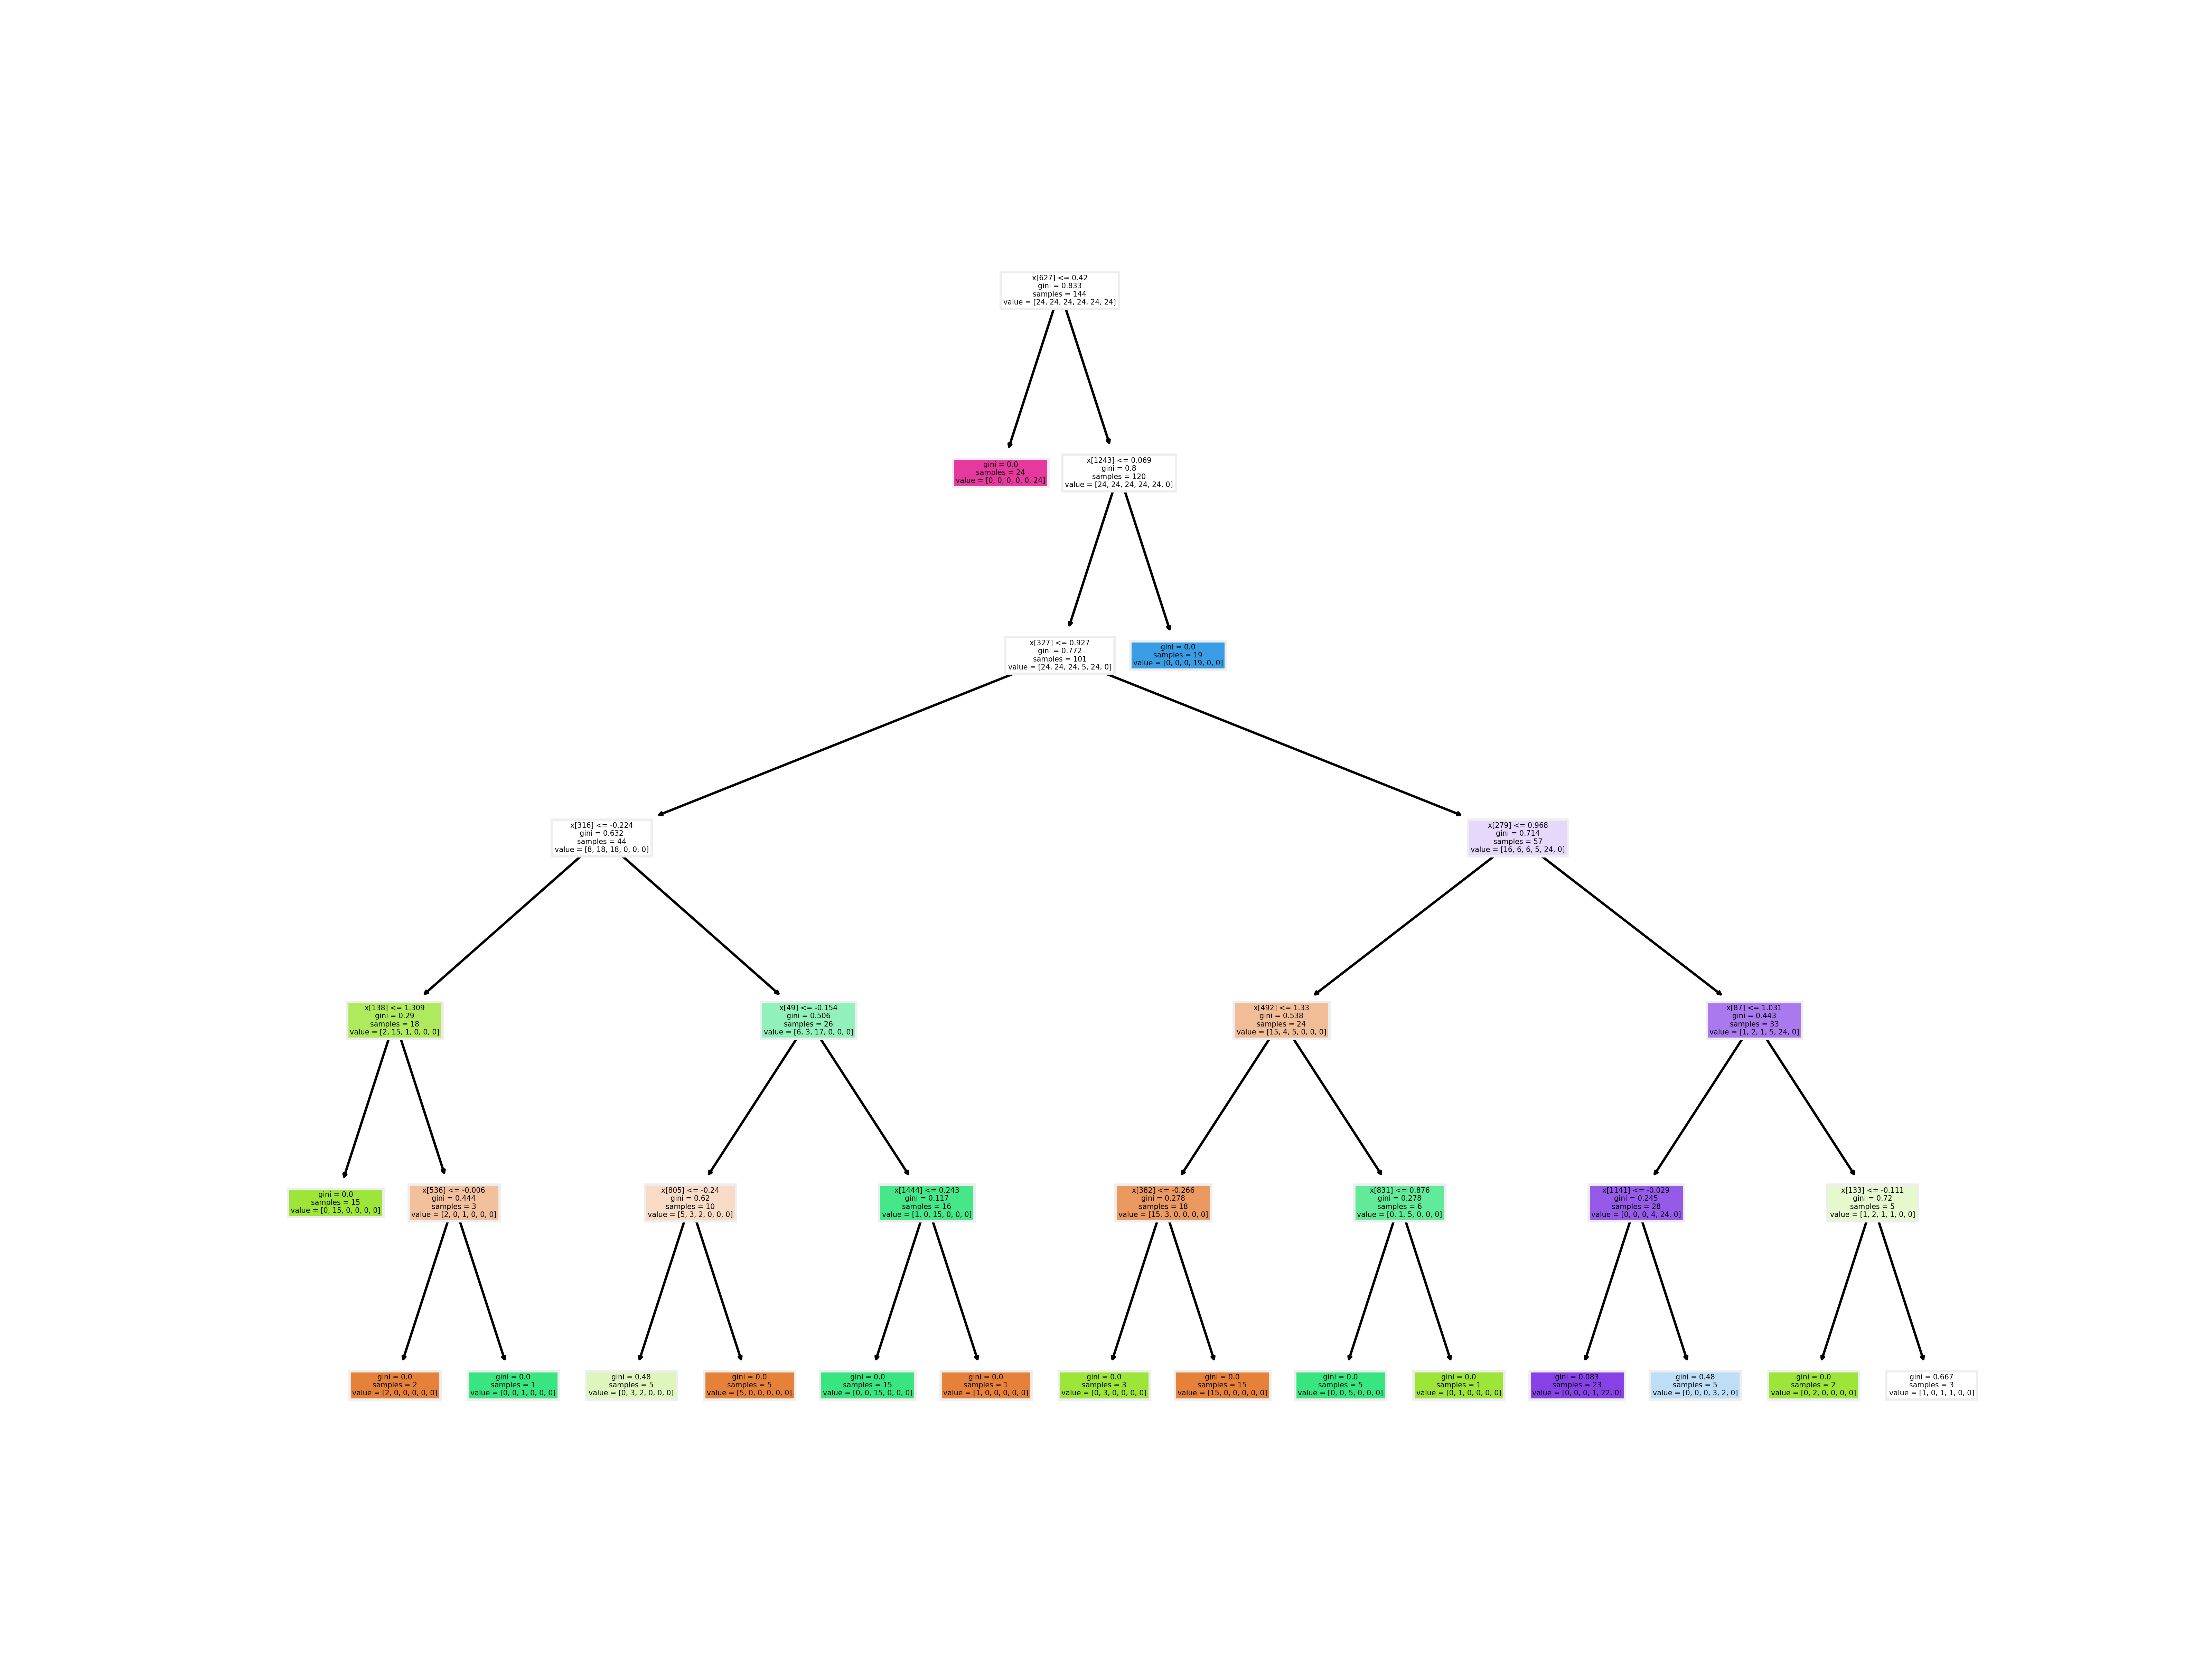 x[627] <= 0.42
gini = 0.833
samples = 144
value = [24, 24, 24, 24, 24, 24]
gini = 0.0
samples = 24
value = [0, 0, 0, 0, 0, 24]
x[1243] <= 0.069
gini = 0.8
samples = 120
value = [24, 24, 24, 24, 24, 0]
x[327] <= 0.927
gini = 0.772
samples = 101
value = [24, 24, 24, 5, 24, 0]
gini = 0.0
samples = 19
value = [0, 0, 0, 19, 0, 0]
x[316] <= -0.224
gini = 0.632
samples = 44
value = [8, 18, 18, 0, 0, 0]
x[279] <= 0.968
gini = 0.714
samples = 57
value = [16, 6, 6, 5, 24, 0]
x[138] <= 1.309
gini = 0.29
samples = 18
value = [2, 15, 1, 0, 0, 0]
x[49] <= -0.154
gini = 0.506
samples = 26
value = [6, 3, 17, 0, 0, 0]
x[492] <= 1.33
gini = 0.538
samples = 24
value = [15, 4, 5, 0, 0, 0]
x[87] <= 1.031
gini = 0.443
samples = 33
value = [1, 2, 1, 5, 24, 0]
gini = 0.0
samples = 15
value = [0, 15, 0, 0, 0, 0]
x[536] <= -0.006
gini = 0.444
samples = 3
value = [2, 0, 1, 0, 0, 0]
x[805] <= -0.24
gini = 0.62
samples = 10
value = [5, 3, 2, 0, 0, 0]
x[1444] <= 0.243
gini = 0.117
samples = 16
value = [1, 0, 15, 0, 0, 0]
x[382] <= -0.266
gini = 0.278
samples = 18
value = [15, 3, 0, 0, 0, 0]
x[831] <= 0.876
gini = 0.278
samples = 6
value = [0, 1, 5, 0, 0, 0]
x[1141] <= -0.029
gini = 0.245
samples = 28
value = [0, 0, 0, 4, 24, 0]
x[133] <= -0.111
gini = 0.72
samples = 5
value = [1, 2, 1, 1, 0, 0]
gini = 0.0
samples = 2
value = [2, 0, 0, 0, 0, 0]
gini = 0.0
samples = 1
value = [0, 0, 1, 0, 0, 0]
gini = 0.48
samples = 5
value = [0, 3, 2, 0, 0, 0]
gini = 0.0
samples = 5
value = [5, 0, 0, 0, 0, 0]
gini = 0.0
samples = 15
value = [0, 0, 15, 0, 0, 0]
gini = 0.0
samples = 1
value = [1, 0, 0, 0, 0, 0]
gini = 0.0
samples = 3
value = [0, 3, 0, 0, 0, 0]
gini = 0.0
samples = 15
value = [15, 0, 0, 0, 0, 0]
gini = 0.0
samples = 5
value = [0, 0, 5, 0, 0, 0]
gini = 0.0
samples = 1
value = [0, 1, 0, 0, 0, 0]
gini = 0.083
samples = 23
value = [0, 0, 0, 1, 22, 0]
gini = 0.48
samples = 5
value = [0, 0, 0, 3, 2, 0]
gini = 0.0
samples = 2
value = [0, 2, 0, 0, 0, 0]
gini = 0.667
samples = 3
value = [1, 0, 1, 1, 0, 0]